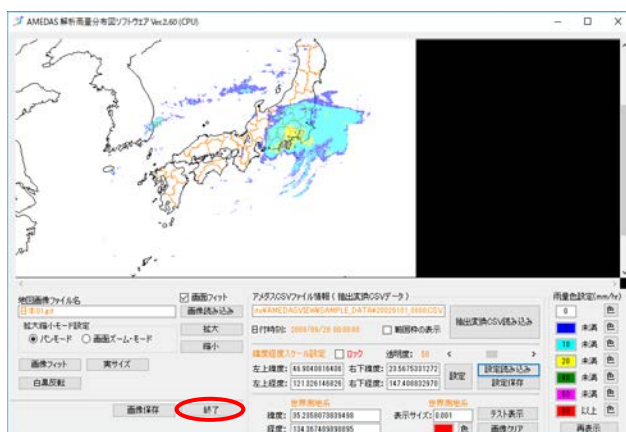 AMEDAS 解析雨量分布図ソフトウェア Ver.2.60 (CPU)
地図画像ファイル名
日本01.gif
画面フィット
画像読み込み
拡大縮小モード設定
パンモード 画面ズーム・モード
拡大
縮小
画像フィット 実サイズ
白黒反転
画像保存 終了
アメダスCSVファイル情報 ( 抽出変換CSVデータ )
日付時刻:
範囲枠の表示
抽出変換CSV読み込み
緯度経度スケール設定 ロック 透明度: 50
左上緯度: 右下緯度:
左上経度: 右下経度:
設定
設定読み込み
設定保存
世界測地系 世界測地系
緯度: 表示サイズ: 0.001 テスト表示
経度: 色 画像クリア
雨量色設定(mm/hr)
0 色
未満 色
10 未満 色
20 未満 色
未満 色
未満 色
以上 色
再表示